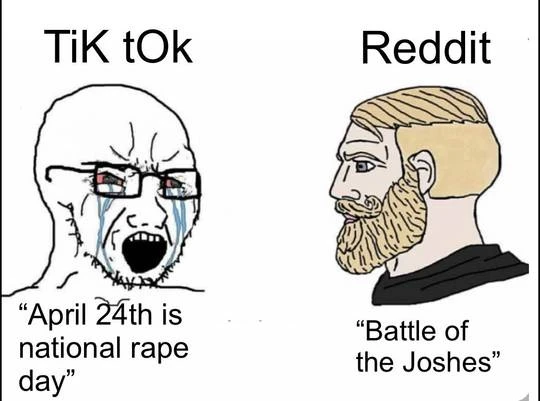 TiK tOk
Reddit
“April 24th is
national rape
day”
“Battle of
the Joshes”